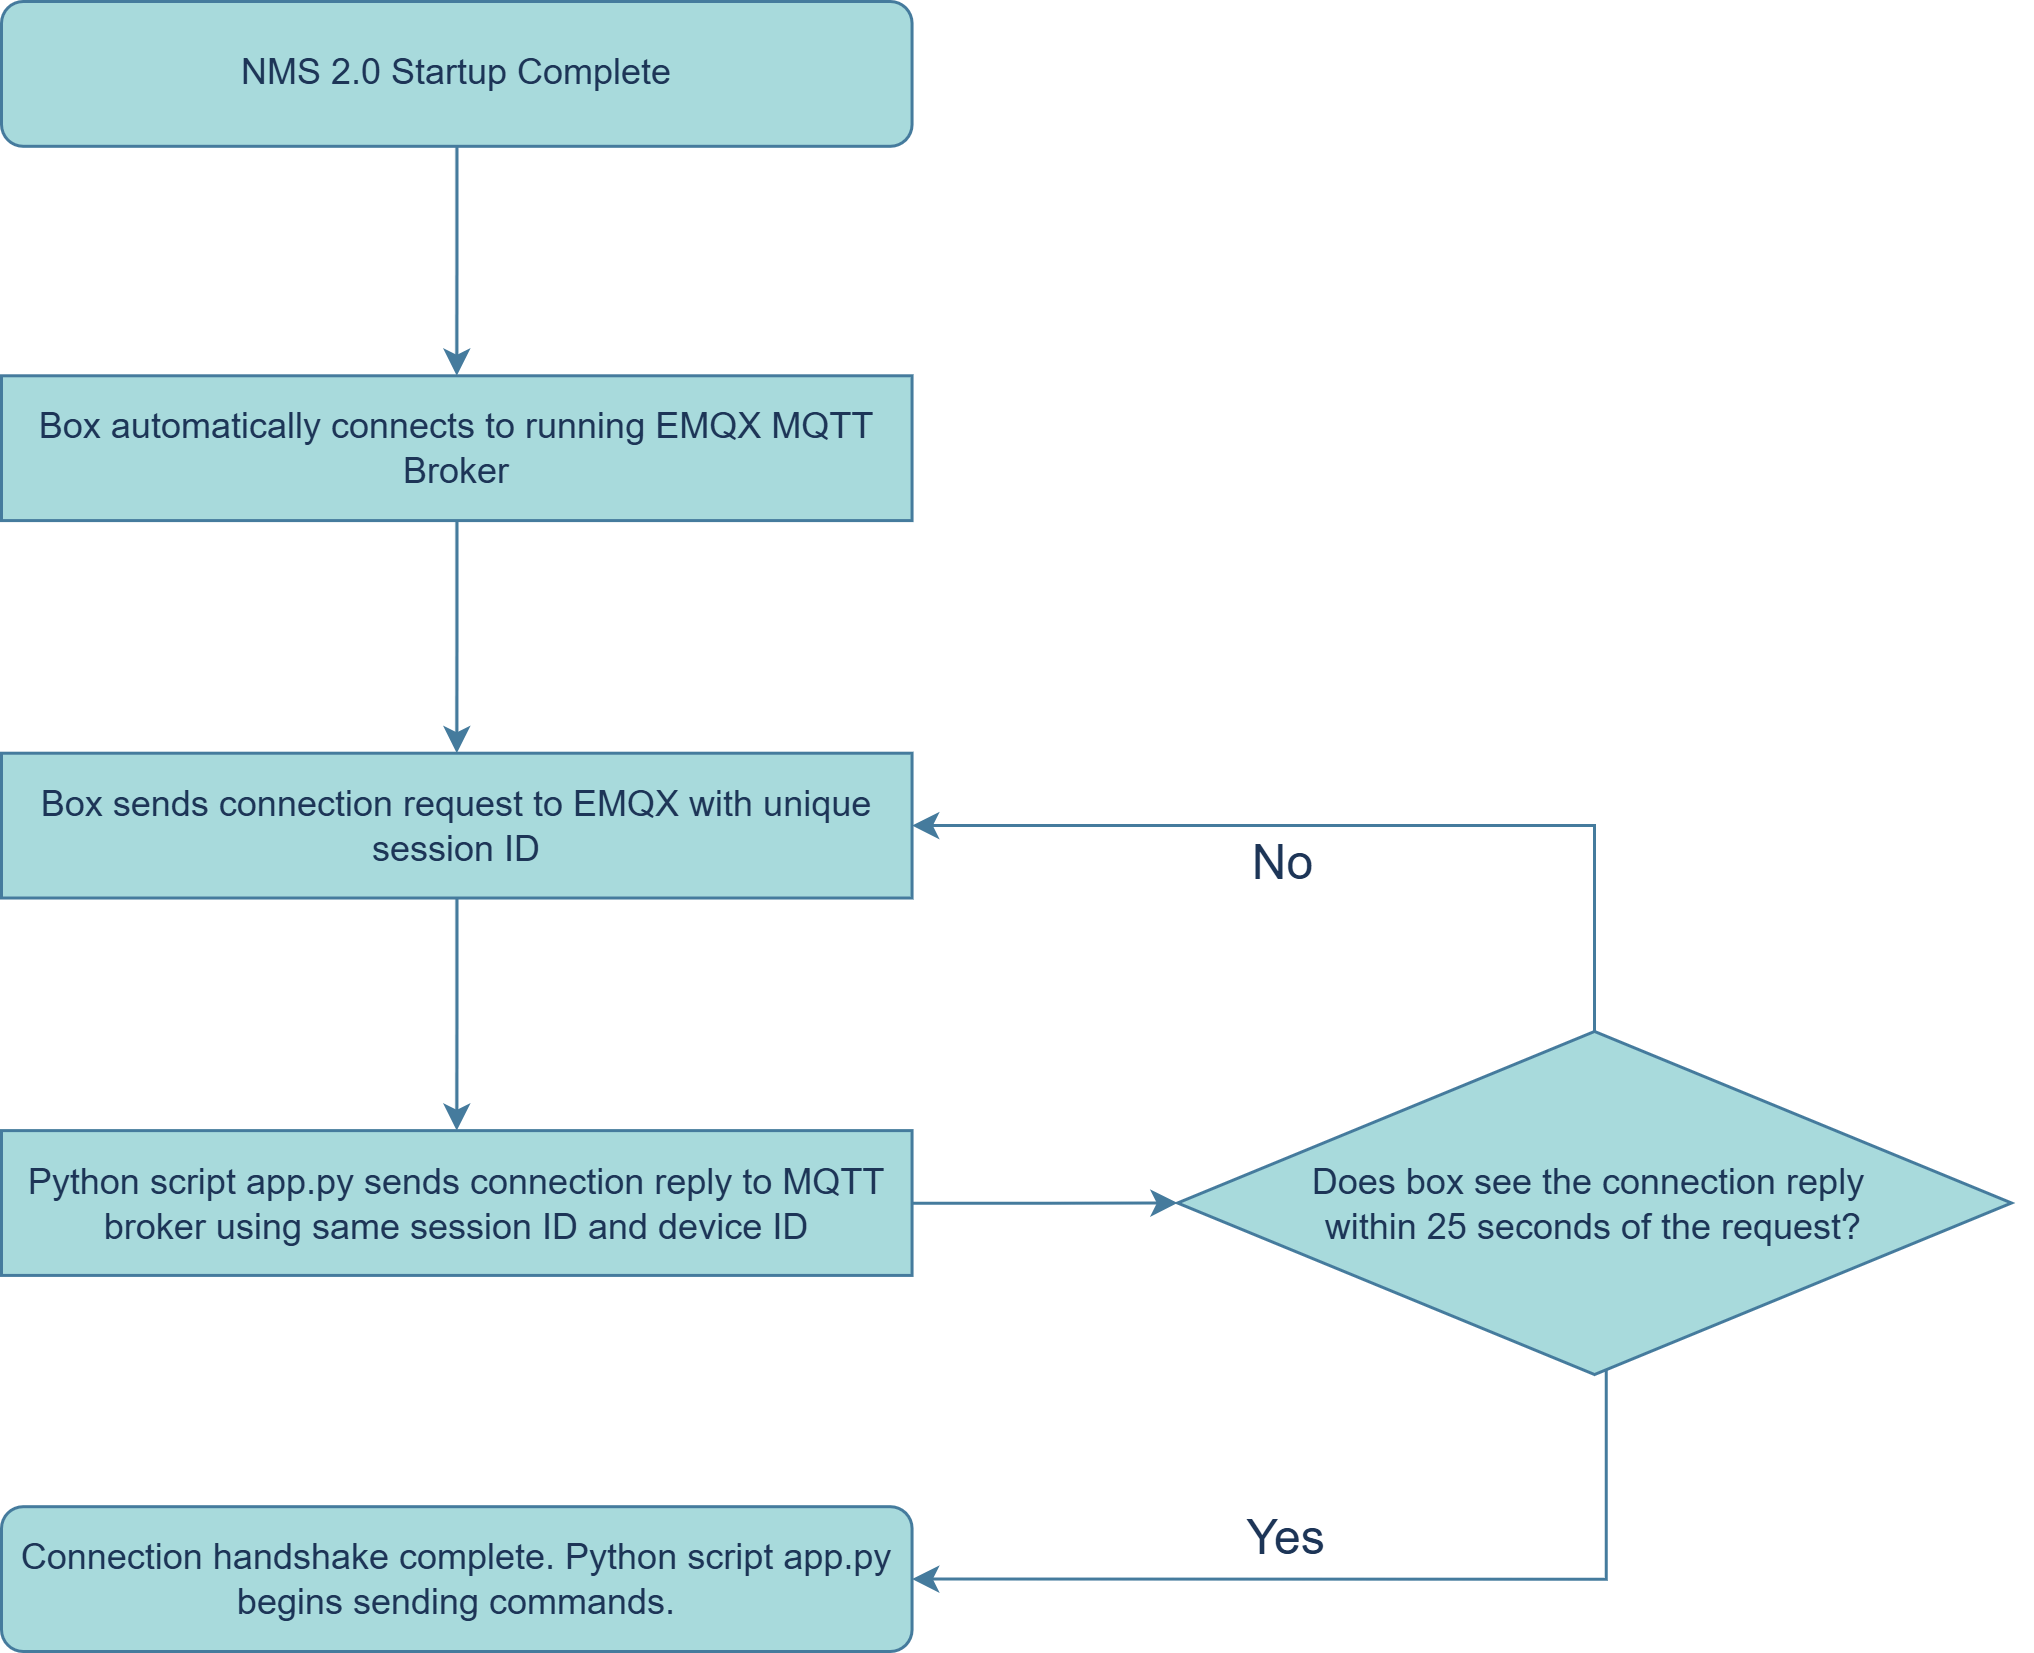 NMS 2.0 Startup Complete
Box automatically connects to running EMQX MQTT
Broker
Box sends connection request to EMQX with unique
session ID
No
Python script app.py sends connection reply to MQTT
broker using same session ID and device ID
Does box see the connection reply
within 25 seconds of the request?
Yes
Connection handshake complete. Python script app.py
begins sending commands.